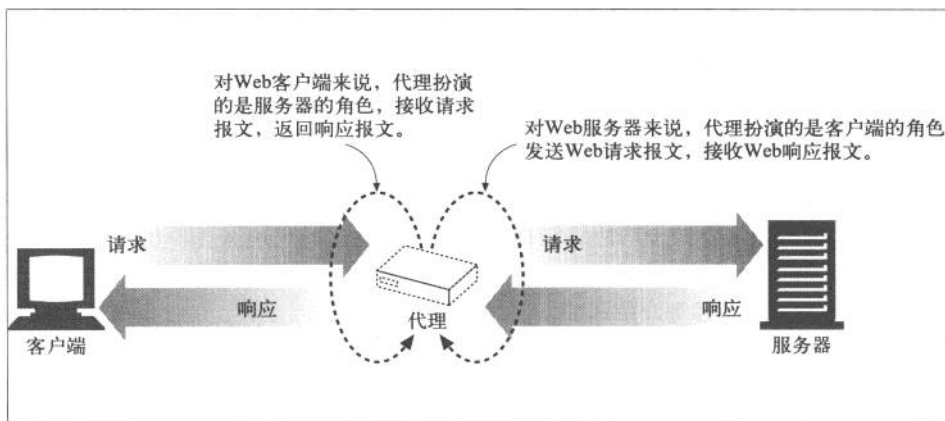 对Web客户端来说，代理扮演
的是服务器的角色，接收请求
报文，返回响应报文。
对Web服务器来说，代理扮演的是客户端的角色
发送Web请求报文，接收Web响应报文。
请求
请求
响应
响应
代理
客户端
服务器